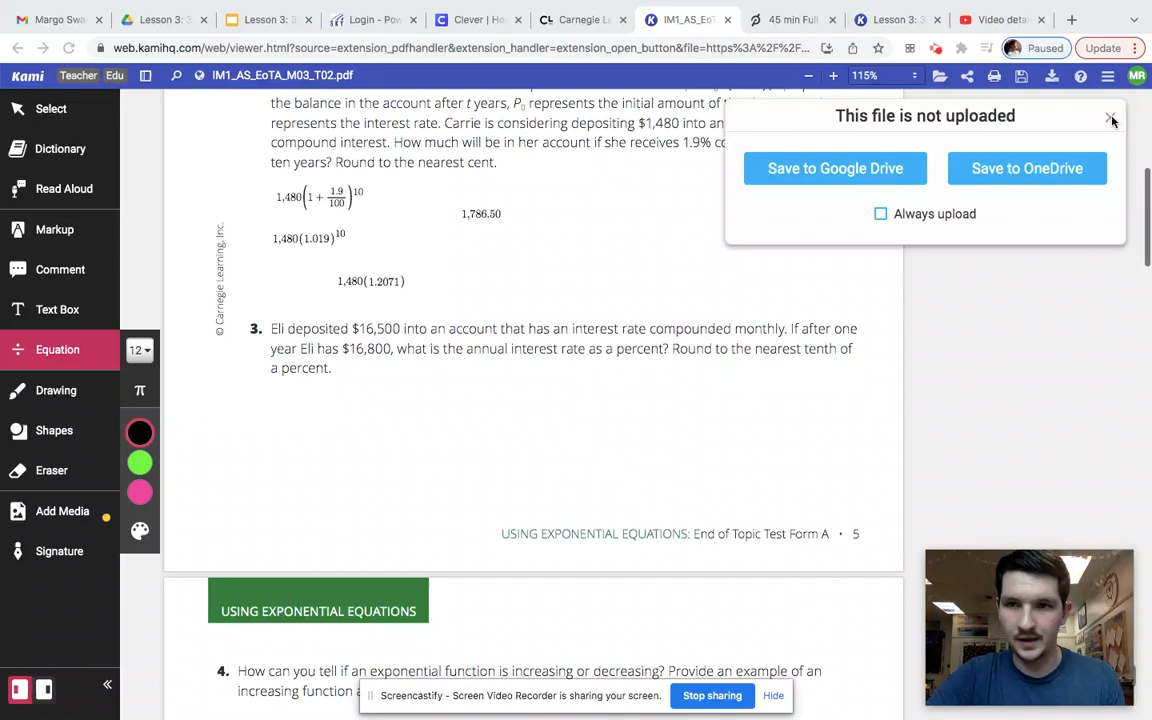 Margo Swa
Lesson 3: 3
Lesson 3: 3.
Login - Pow
Clever | Ho
Carnegie L
IM1_AS_EoT
45 min Full
Lesson 3: 3
Video deta
web.kamihq.com/web/viewer.html?source=extension_pdfhandler&extension_handler=extension_open_button&file=https%3A%2F%2F...
Paused
Update
Kami Teacher Edu
IM1_AS_EoTA_M03_T02.pdf
115%
MR
Select
Dictionary
Read Aloud
Markup
Comment
Text Box
Equation
Drawing
Shapes
Eraser
Add Media
Signature
12
π
the balance in the account after t years, P₀ represents the initial amount of
represents the interest rate. Carrie is considering depositing $1,480 into an
compound interest. How much will be in her account if she receives 1.9%
ten years? Round to the nearest cent.
1,480(1 + 1.9/100)^10
1,786.50
1,480(1.019)^10
1,480(1.2071)
© Carnegie Learning, Inc.
3. Eli deposited $16,500 into an account that has an interest rate compounded monthly. If after one
year Eli has $16,800, what is the annual interest rate as a percent? Round to the nearest tenth of
a percent.
USING EXPONENTIAL EQUATIONS: End of Topic Test Form A • 5
USING EXPONENTIAL EQUATIONS
4. How can you tell if an exponential function is increasing or decreasing? Provide an example of an
increasing function
This file is not uploaded
Save to Google Drive
Save to OneDrive
Always upload
Screencastify - Screen Video Recorder is sharing your screen.
Stop sharing
Hide